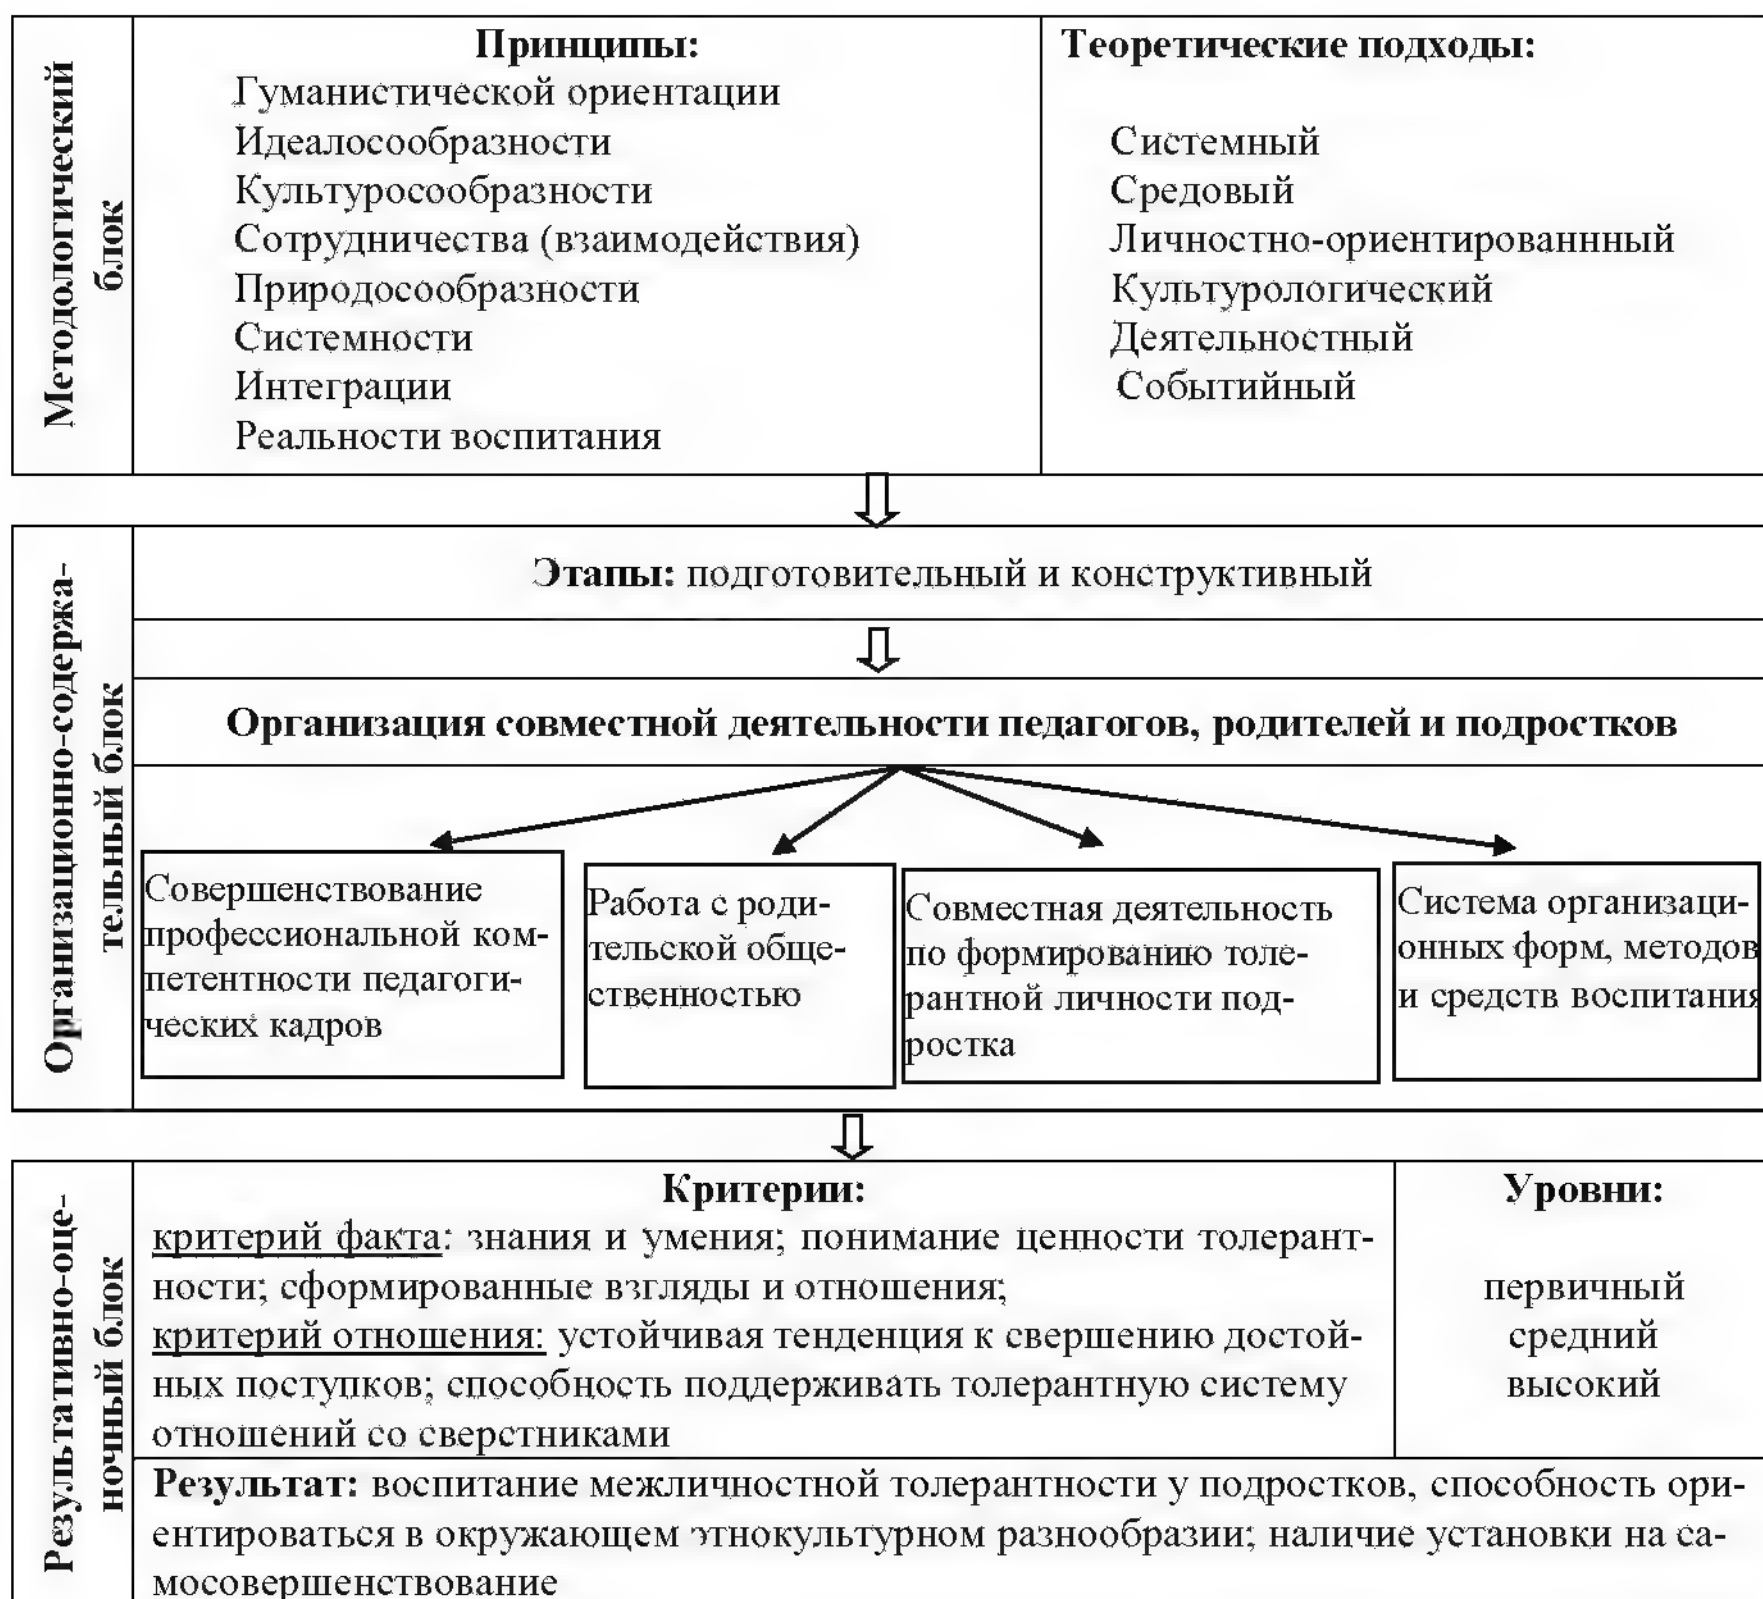 Методологический
блок
Принципы:
Гуманистической ориентации
Идеалосообразности
Культуросообразности
Сотрудничества (взаимодействия)
Природосообразности
Системности
Интеграции
Реальности воспитания
Теоретические подходы:
Системный
Средовый
Личностно-ориентированнный
Культурологический
Деятельностный
Событийный
Организационно-содержа-
тельный блок
Этапы: подготовительный и конструктивный
Организация совместной деятельности педагогов, родителей и подростков
Совершенствование
профессиональной ком-
петентности педагоги-
ческих кадров
Работа с роди-
тельской обще-
ственностью
Совместная деятельность
по формированию толе-
рантной личности под-
ростка
Система организаци-
онных форм, методов
и средств воспитания
Результативно-оце-
ночный блок
Критерии:
критерий факта: знания и умения; понимание ценности толерант-
ности; сформированные взгляды и отношения;
критерий отношения: устойчивая тенденция к свершению достой-
ных поступков; способность поддерживать толерантную систему
отношений со сверстниками
Уровни:
первичный
средний
высокий
Результат: воспитание межличностной толерантности у подростков, способность ори-
ентироваться в окружающем этнокультурном разнообразии; наличие установки на са-
мосовершенствование